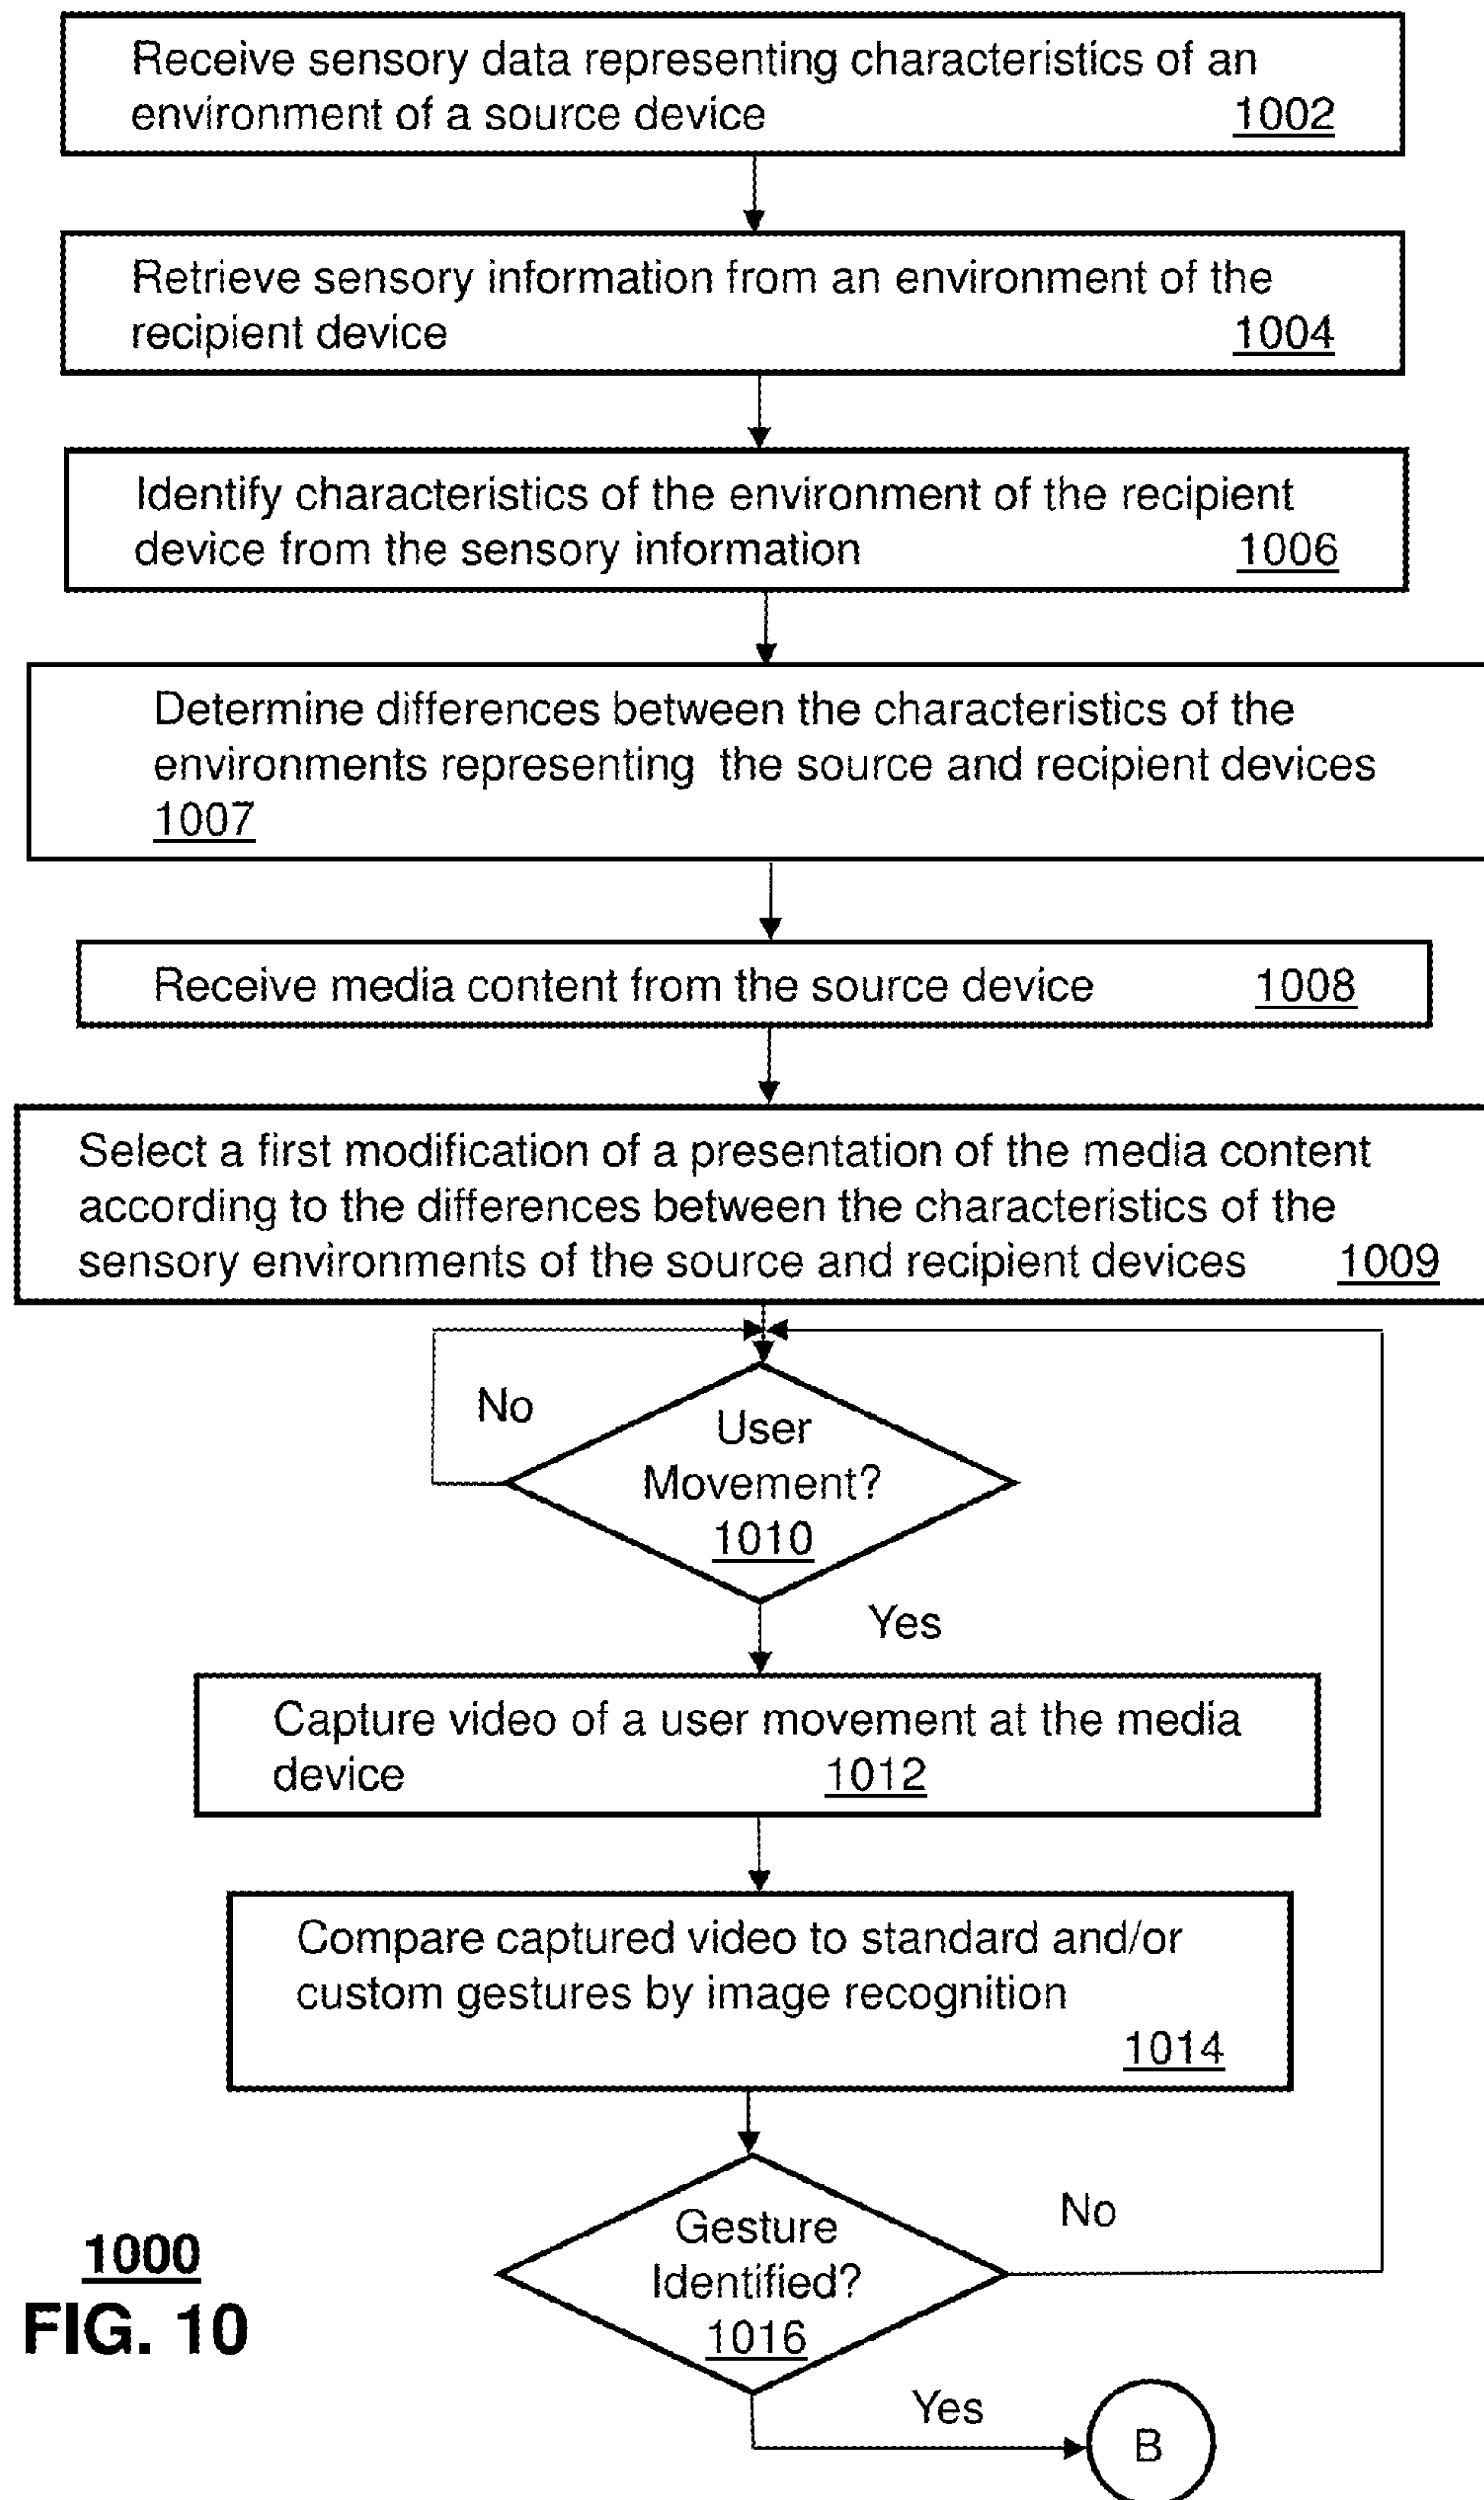 Receive sensory data representing characteristics of an
environment of a source device 1002
Retrieve sensory information from an environment of the
recipient device 1004
Identify characteristics of the environment of the recipient
device from the sensory information 1006
Determine differences between the characteristics of the
environments representing the source and recipient devices
1007
Receive media content from the source device 1008
Select a first modification of a presentation of the media content
according to the differences between the characteristics of the
sensory environments of the source and recipient devices 1009
No
User
Movement?
1010
Yes
Capture video of a user movement at the media
device 1012
Compare captured video to standard and/or
custom gestures by image recognition
1014
No
Gesture
Identified?
1016
1000
FIG. 10
Yes
B